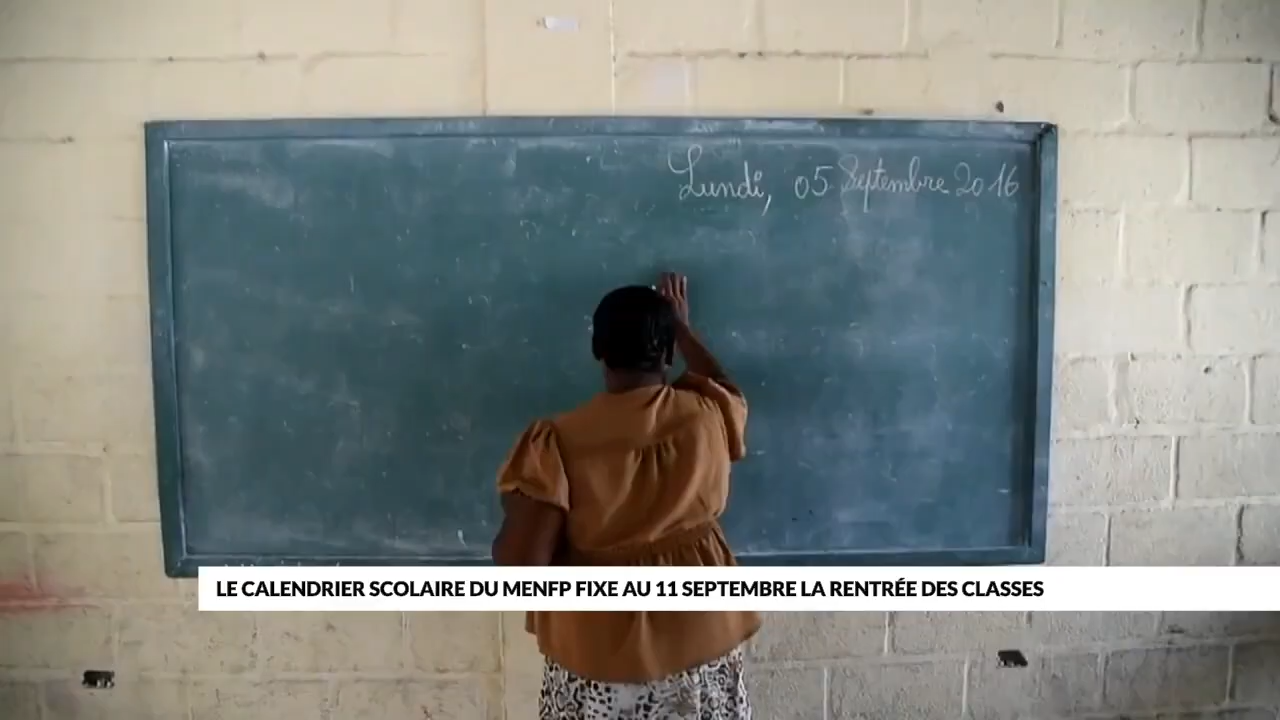 Lundi, 05 Septembre 2016
LE CALENDRIER SCOLAIRE DU MENFP FIXE AU 11 SEPTEMBRE LA RENTRÉE DES CLASSES